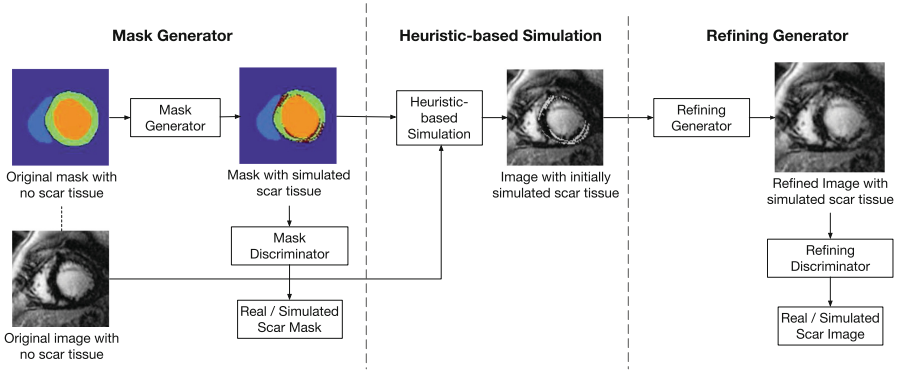 Mask Generator
Mask
Generator
Original mask with
no scar tissue
Mask with simulated
scar tissue
Mask
Discriminator
Real / Simulated
Scar Mask
Original image with
no scar tissue
Heuristic-based Simulation
Heuristic-
based
Simulation
Image with initially
simulated scar tissue
Refining Generator
Refining
Generator
Refined Image with
simulated scar tissue
Refining
Discriminator
Real / Simulated
Scar Image